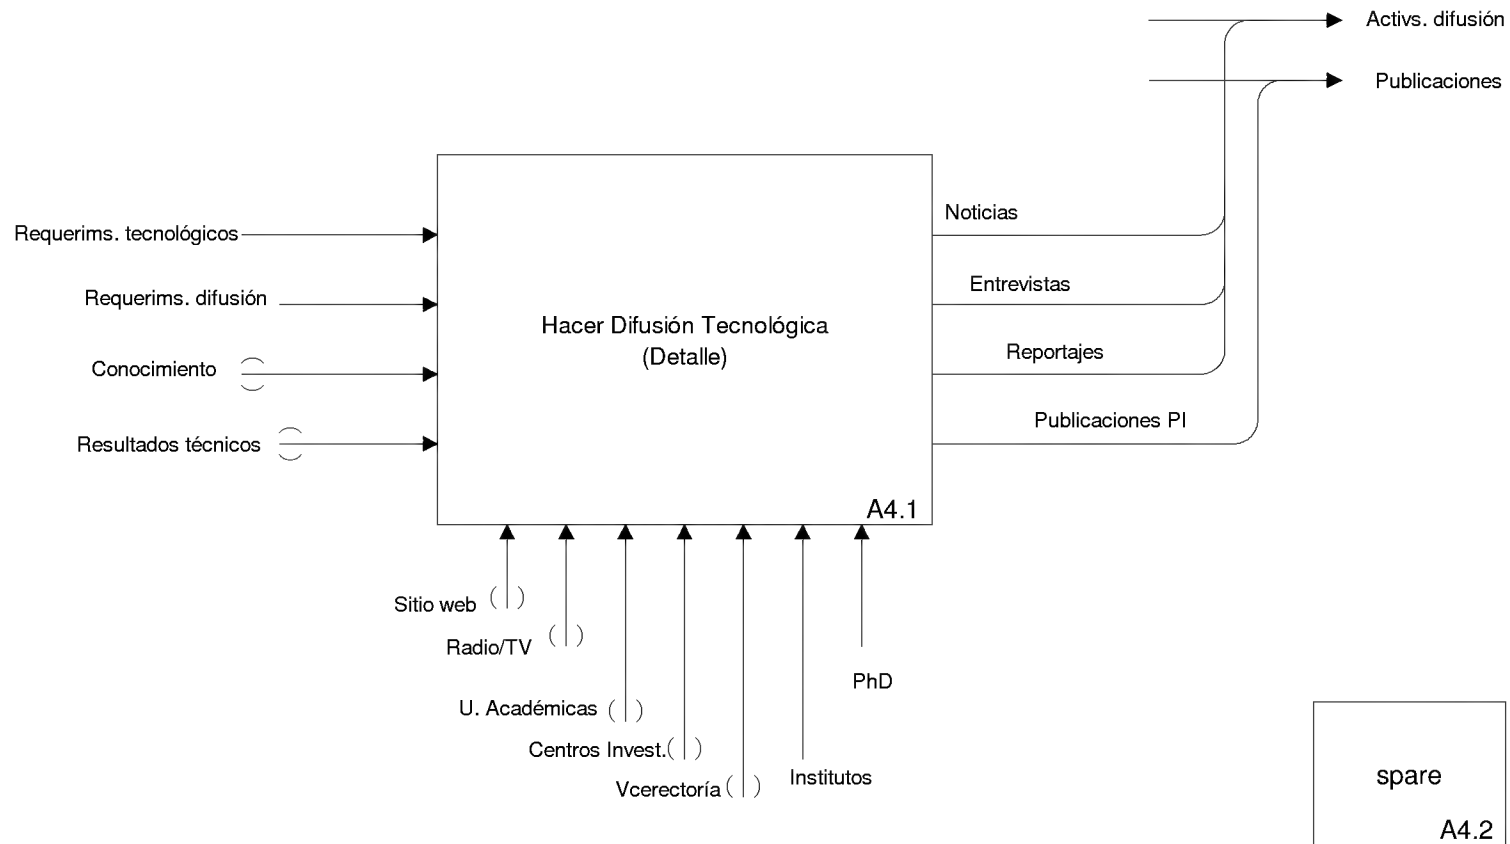 Activs. difusión
Publicaciones
Noticias
Requerims. tecnológicos
Entrevistas
Requerims. difusión
Hacer Difusión Tecnológica
(Detalle)
Reportajes
Conocimiento
Publicaciones PI
Resultados técnicos
A4.1
Sitio web
Radio/TV
PhD
U. Académicas
Centros Invest.
Institutos
Vcerectoría
spare
A4.2